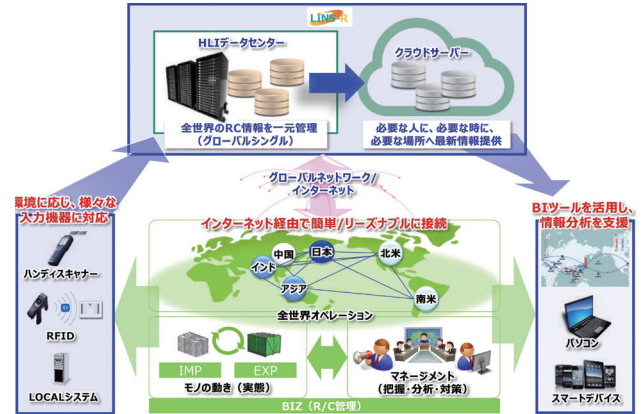 LINS-R
HLIデータセンター
クラウドサーバー
全世界のRC情報を一元管理
（グローバルシングル）
必要な人に、必要な時に、
必要な場所へ最新情報提供
グローバルネットワーク/
インターネット
環境に応じ、様々な
入力機器に対応
ハンディスキャナー
RFID
LOCALシステム
インターネット経由で簡単/リーズナブルに接続
中国
日本
北米
インド
アジア
南米
全世界オペレーション
IMP
EXP
モノの動き（実態）
マネージメント
（把握・分析・対策）
BIZ（R/C管理）
BIツールを活用し、
情報分析を支援
パソコン
スマートデバイス